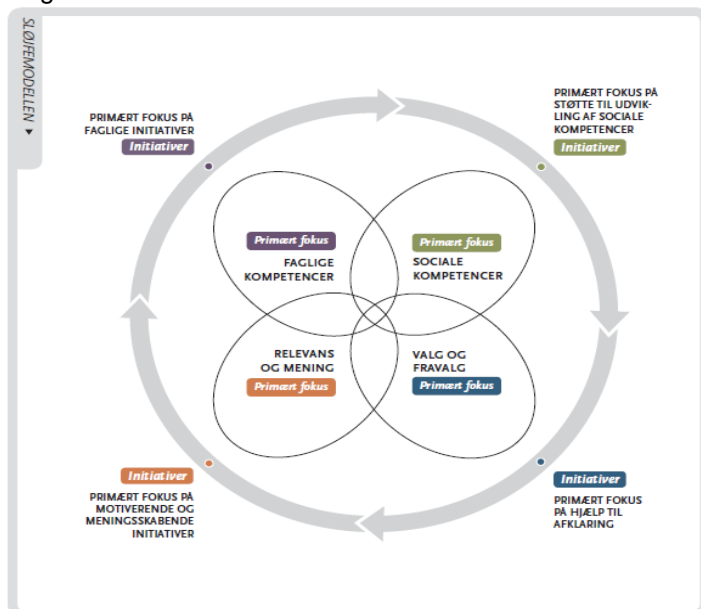 SLØJFEMODELLEN ▼
PRIMÆRT FOKUS PÅ
FAGLIGE INITIATIVER
Initiativer
PRIMÆRT FOKUS PÅ
STØTTE TIL UDVIK-
LING AF SOCIALE
KOMPETENCER
Initiativer
Primært fokus
FAGLIGE
KOMPETENCER
Primært fokus
SOCIALE
KOMPETENCER
RELEVANS
OG MENING
Primært fokus
VALG OG
FRAVALG
Primært fokus
Initiativer
PRIMÆRT FOKUS PÅ
MOTIVERENDE OG
MENINGSSKABENDE
INITIATIVER
Initiativer
PRIMÆRT FOKUS
PÅ HJÆLP TIL
AFKLARING